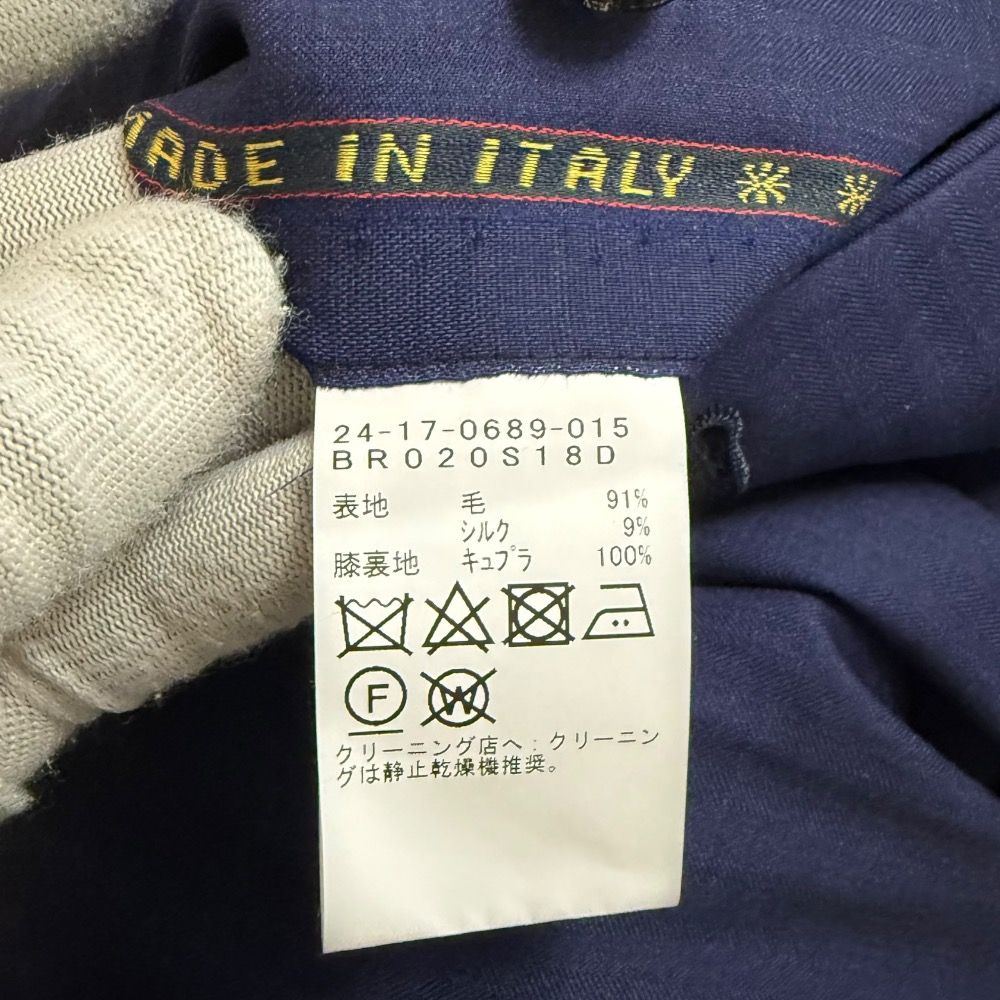 MADE IN ITALY
24-17-0689-015
BR020S18D
表地 毛 91%
シルク 9%
膝裏地 キュプラ 100%
F W
クリーニング店へ:クリーニン
グは静止乾燥機推奨。